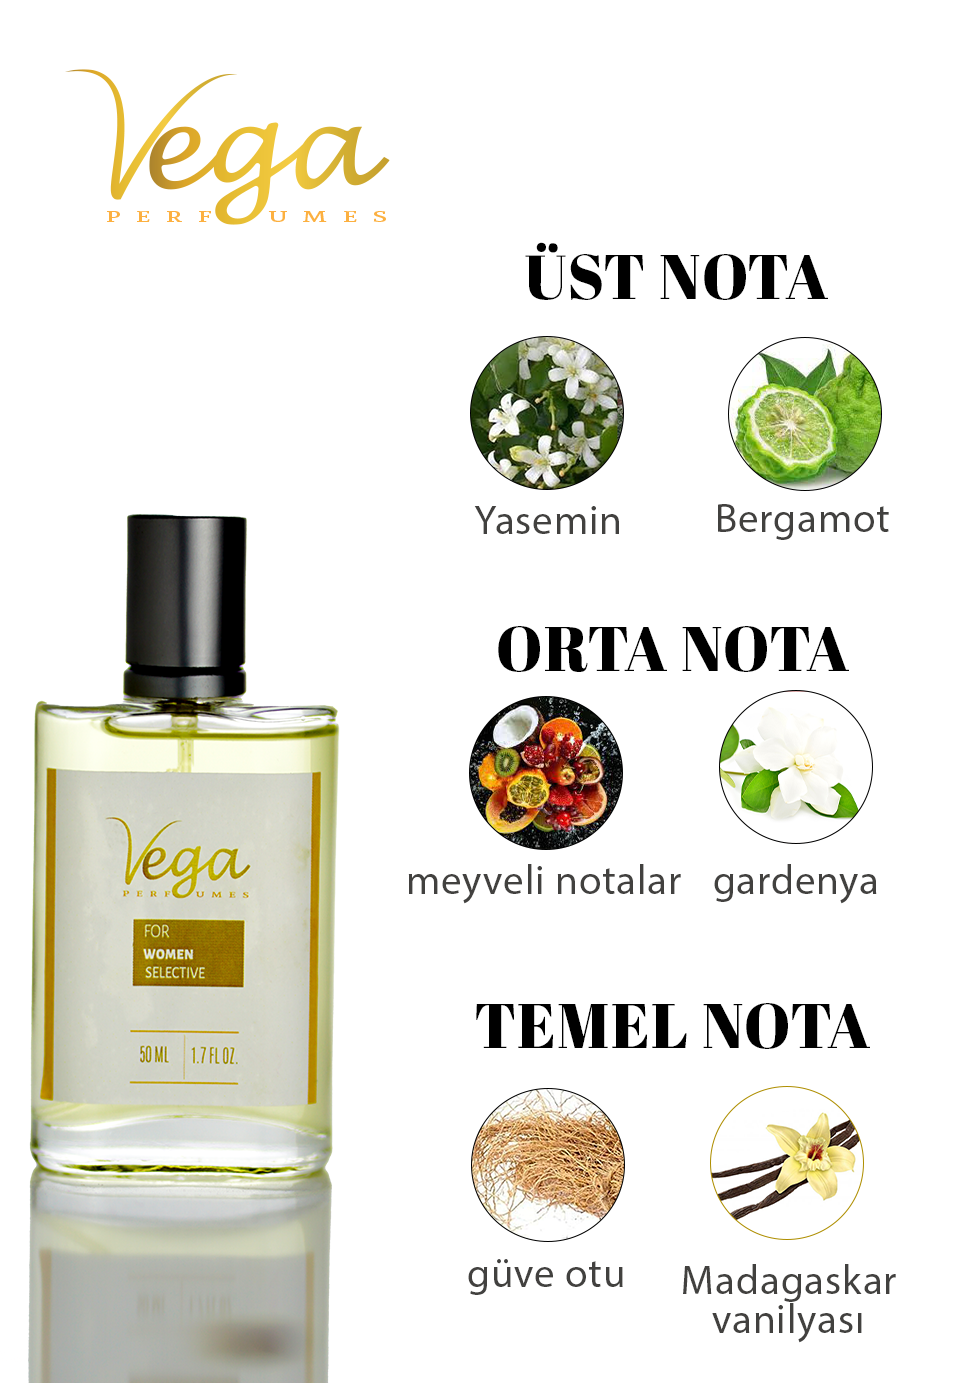 Vega
PERFUMES
ÜST NOTA
Yasemin
Bergamot
ORTA NOTA
meyveli notalar
gardenya
TEMEL NOTA
güve otu
Madagaskar
vanilyası
Vega
PERFUMES
FOR
WOMEN
SELECTIVE
50 ML
1.7 FL OZ.